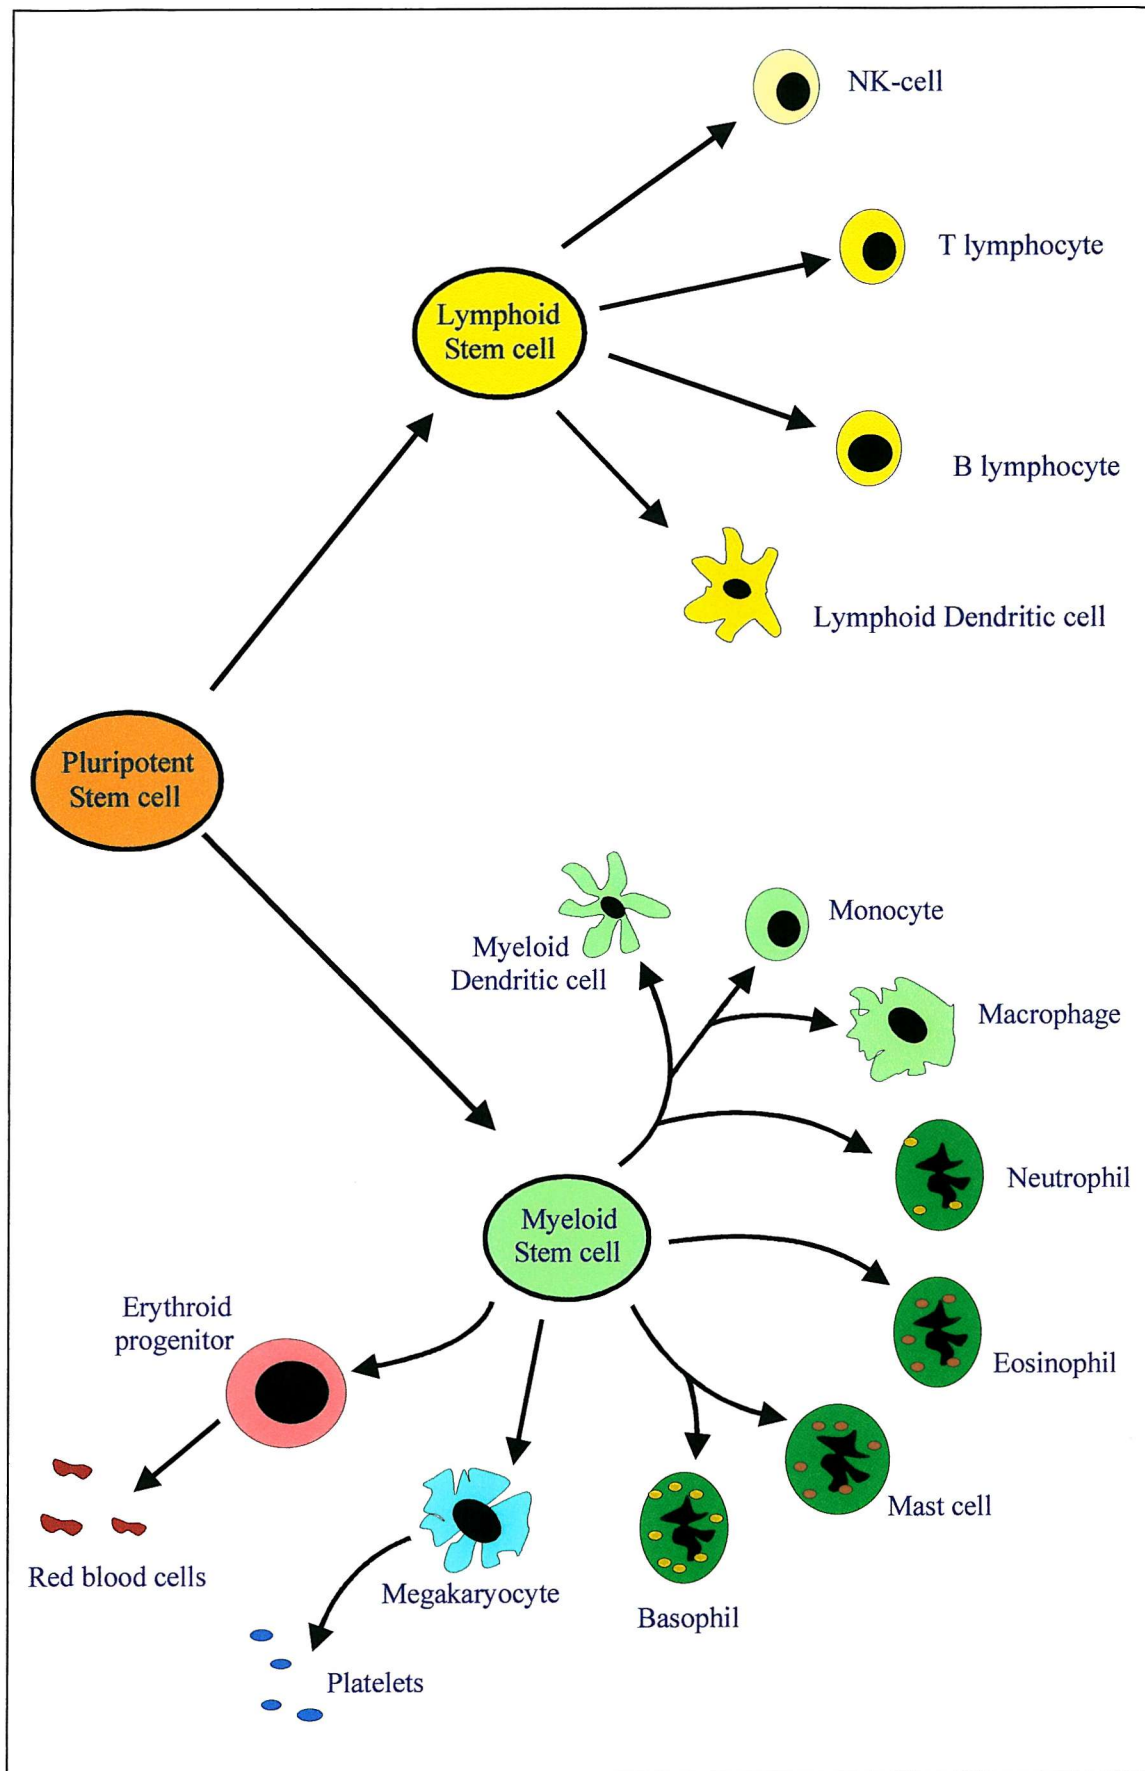 NK-cell
T lymphocyte
Lymphoid
Stem cell
B lymphocyte
Lymphoid Dendritic cell
Pluripotent
Stem cell
Monocyte
Myeloid
Dendritic cell
Macrophage
Neutrophil
Myeloid
Stem cell
Erythroid
progenitor
Eosinophil
Mast cell
Red blood cells
Megakaryocyte
Basophil
Platelets